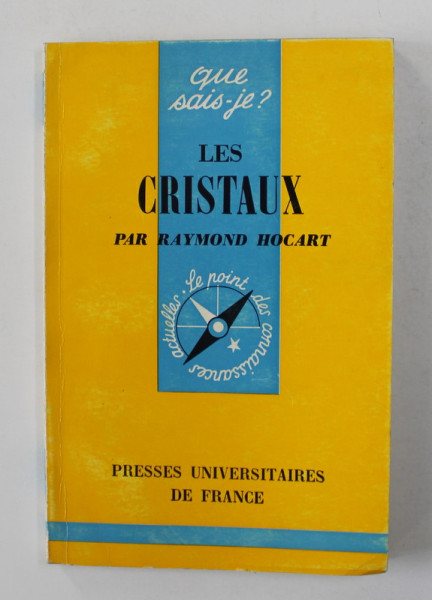 que
sais-je?
LES
CRISTAUX
PAR RAYMOND HOCART
Le point des connaissances actuelles.
PRESSES UNIVERSITAIRES
DE FRANCE